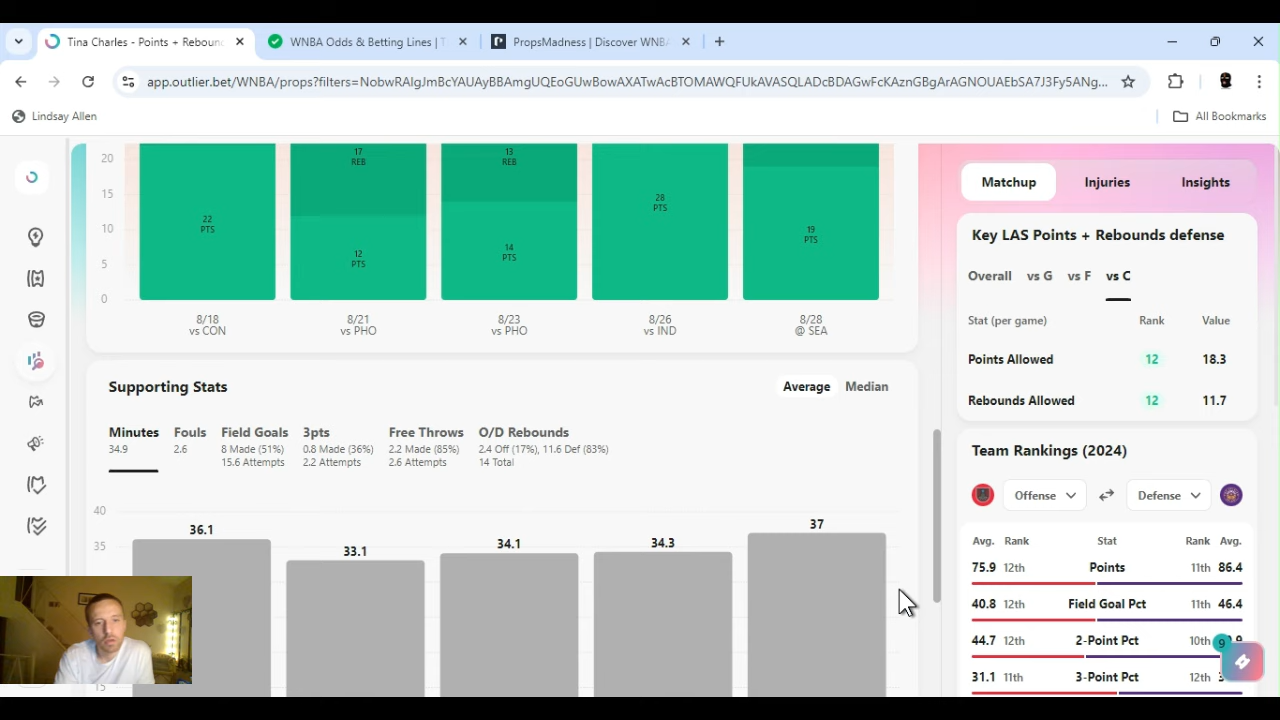 Tina Charles - Points + Rebound
WNBA Odds & Betting Lines | T
PropsMadness | Discover WNBA
app.outlier.bet/WNBA/props?filters=NobwRAlgJmBcYAUAyBBAmgUQEoGUwBowAXATwAcBTOMAWQFUkAVASQLADcBDAGwFcKAznGBgArAGNOUAEbSA7J3Fy5ANg...
Lindsay Allen
All Bookmarks
20
15
10
5
0
22
PTS
17
REB
12
PTS
13
REB
14
PTS
28
PTS
19
PTS
8/18
vs CON
8/21
vs PHO
8/23
vs PHO
8/26
vs IND
8/28
@ SEA
Supporting Stats
Average Median
Minutes
34.9
Fouls
2.6
Field Goals
8 Made (51%)
15.6 Attempts
3pts
0.8 Made (36%)
2.2 Attempts
Free Throws
2.2 Made (85%)
2.6 Attempts
O/D Rebounds
2.4 Off (17%), 11.6 Def (83%)
14 Total
40
35
15
36.1
33.1
34.1
34.3
37
Matchup Injuries Insights
Key LAS Points + Rebounds defense
Overall vs G vs F vs C
Stat (per game) Rank Value
Points Allowed 12 18.3
Rebounds Allowed 12 11.7
Team Rankings (2024)
Offense Defense
Avg. Rank Stat Rank Avg.
75.9 12th Points 11th 86.4
40.8 12th Field Goal Pct 11th 46.4
44.7 12th 2-Point Pct 10th
9
31.1 11th 3-Point Pct 12th